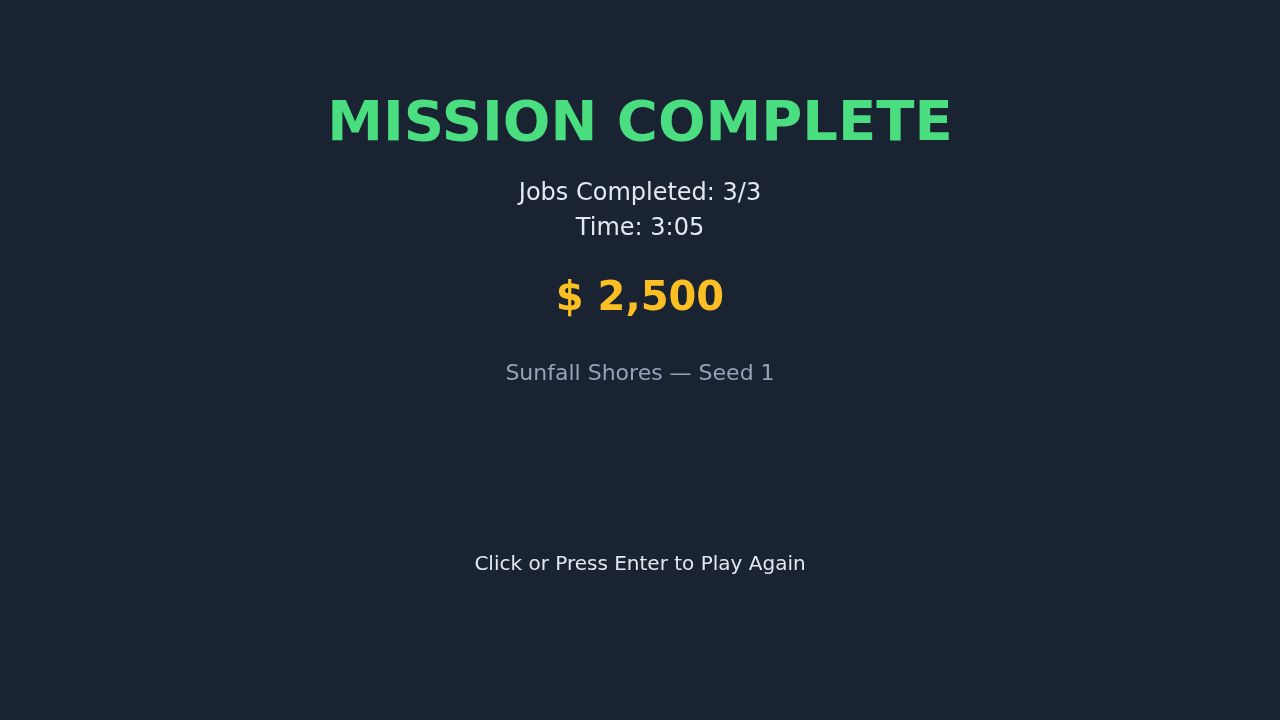 MISSION COMPLETE
Jobs Completed: 3/3
Time: 3:05
$ 2,500
Sunfall Shores — Seed 1
Click or Press Enter to Play Again